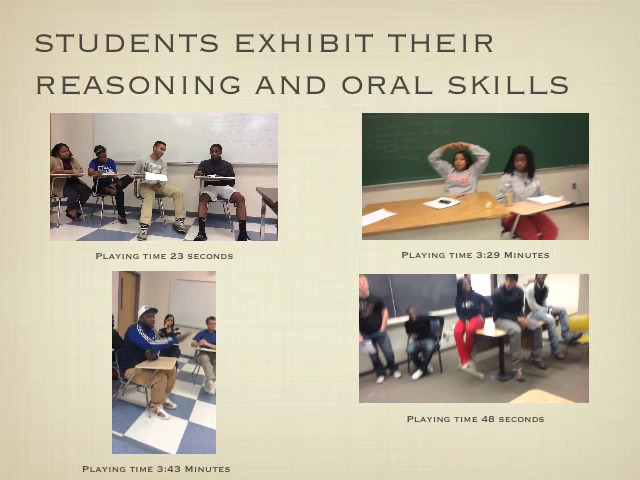 STUDENTS EXHIBIT THEIR
REASONING AND ORAL SKILLS
PLAYING TIME 23 SECONDS
PLAYING TIME 3:29 MINUTES
PLAYING TIME 3:43 MINUTES
PLAYING TIME 48 SECONDS